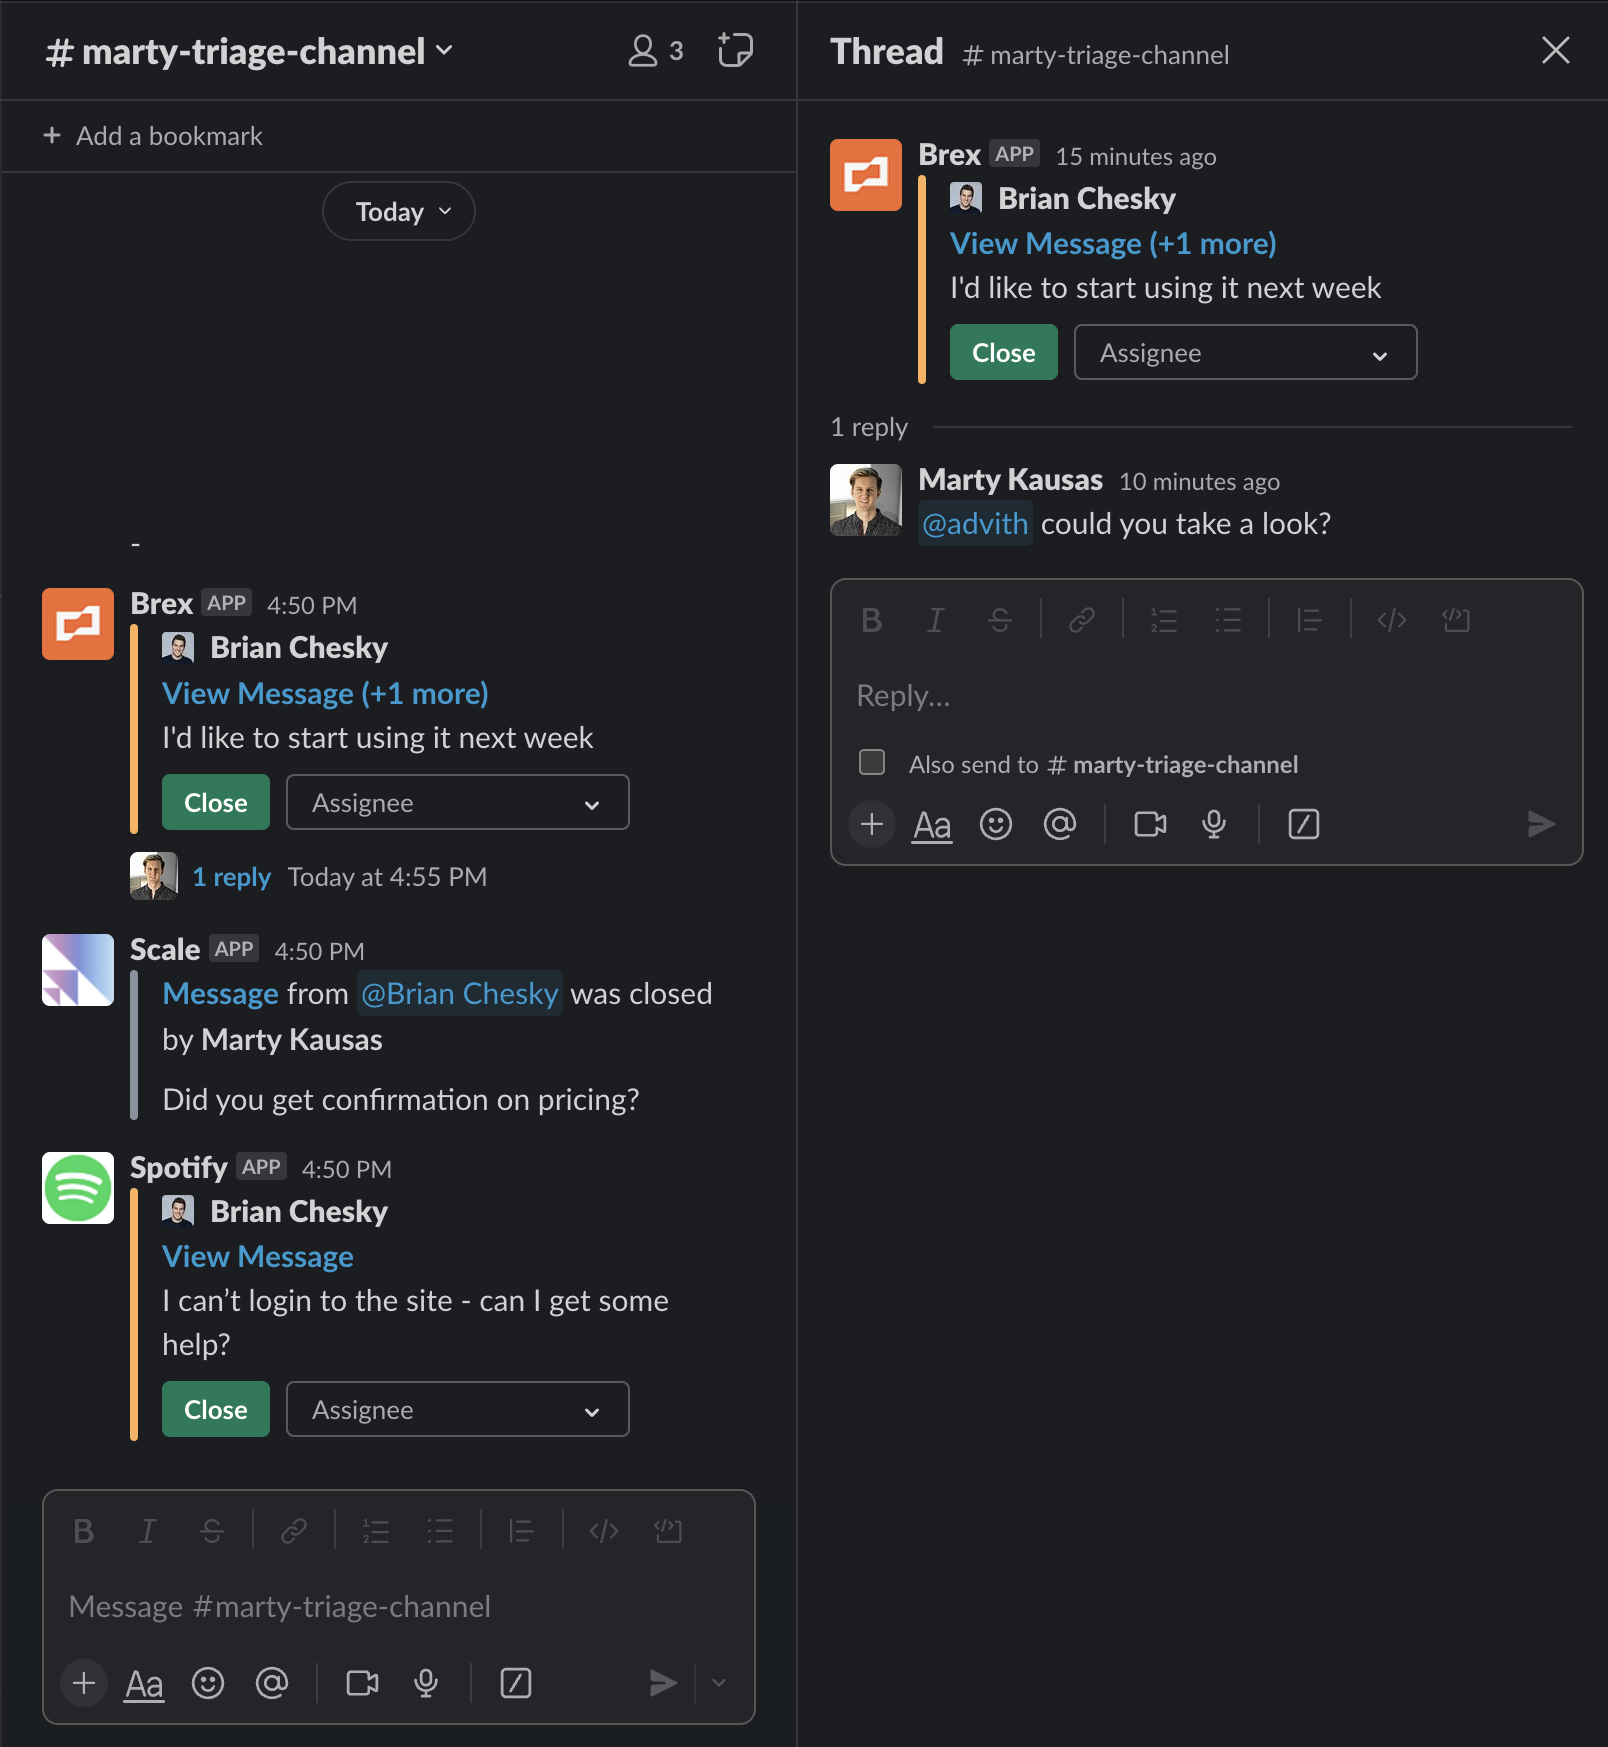 # marty-triage-channel
3
+ Add a bookmark
Today
-
Brex APP 4:50 PM
Brian Chesky
View Message (+1 more)
I'd like to start using it next week
Close
Assignee
1 reply Today at 4:55 PM
Scale APP 4:50 PM
Message from @Brian Chesky was closed
by Marty Kausas
Did you get confirmation on pricing?
Spotify APP 4:50 PM
Brian Chesky
View Message
I can’t login to the site - can I get some
help?
Close
Assignee
Message #marty-triage-channel
Aa
Thread # marty-triage-channel
Brex APP 15 minutes ago
Brian Chesky
View Message (+1 more)
I'd like to start using it next week
Close
Assignee
1 reply
Marty Kausas 10 minutes ago
@advith could you take a look?
Reply...
Also send to # marty-triage-channel
Aa